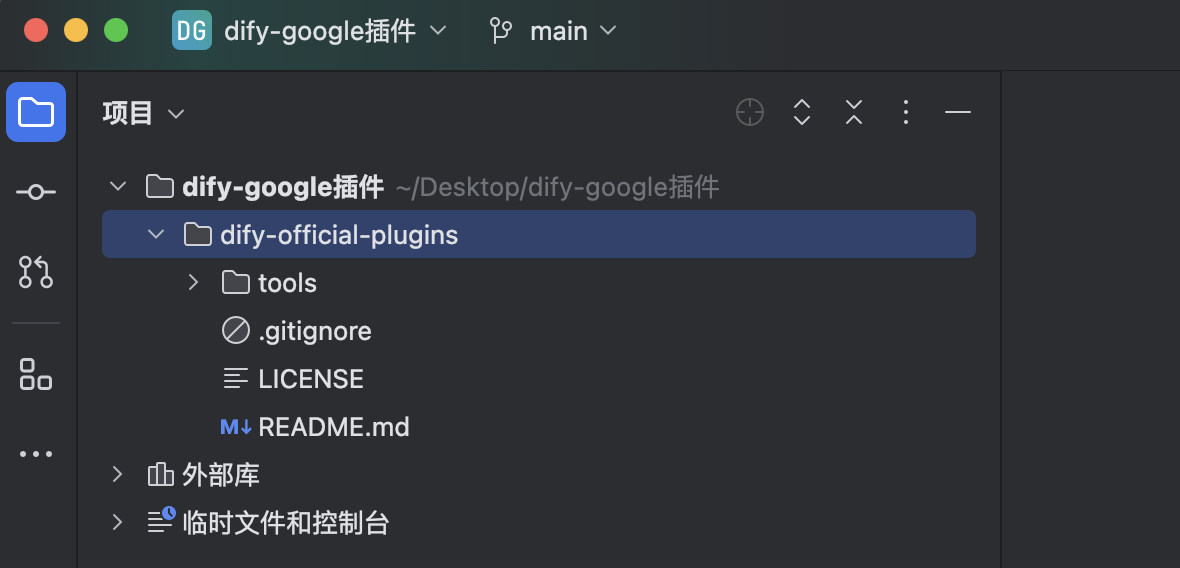 DG dify-google插件 main
项目
dify-google插件 ~/Desktop/dify-google插件
dify-official-plugins
tools
.gitignore
LICENSE
M↓ README.md
外部库
临时文件和控制台